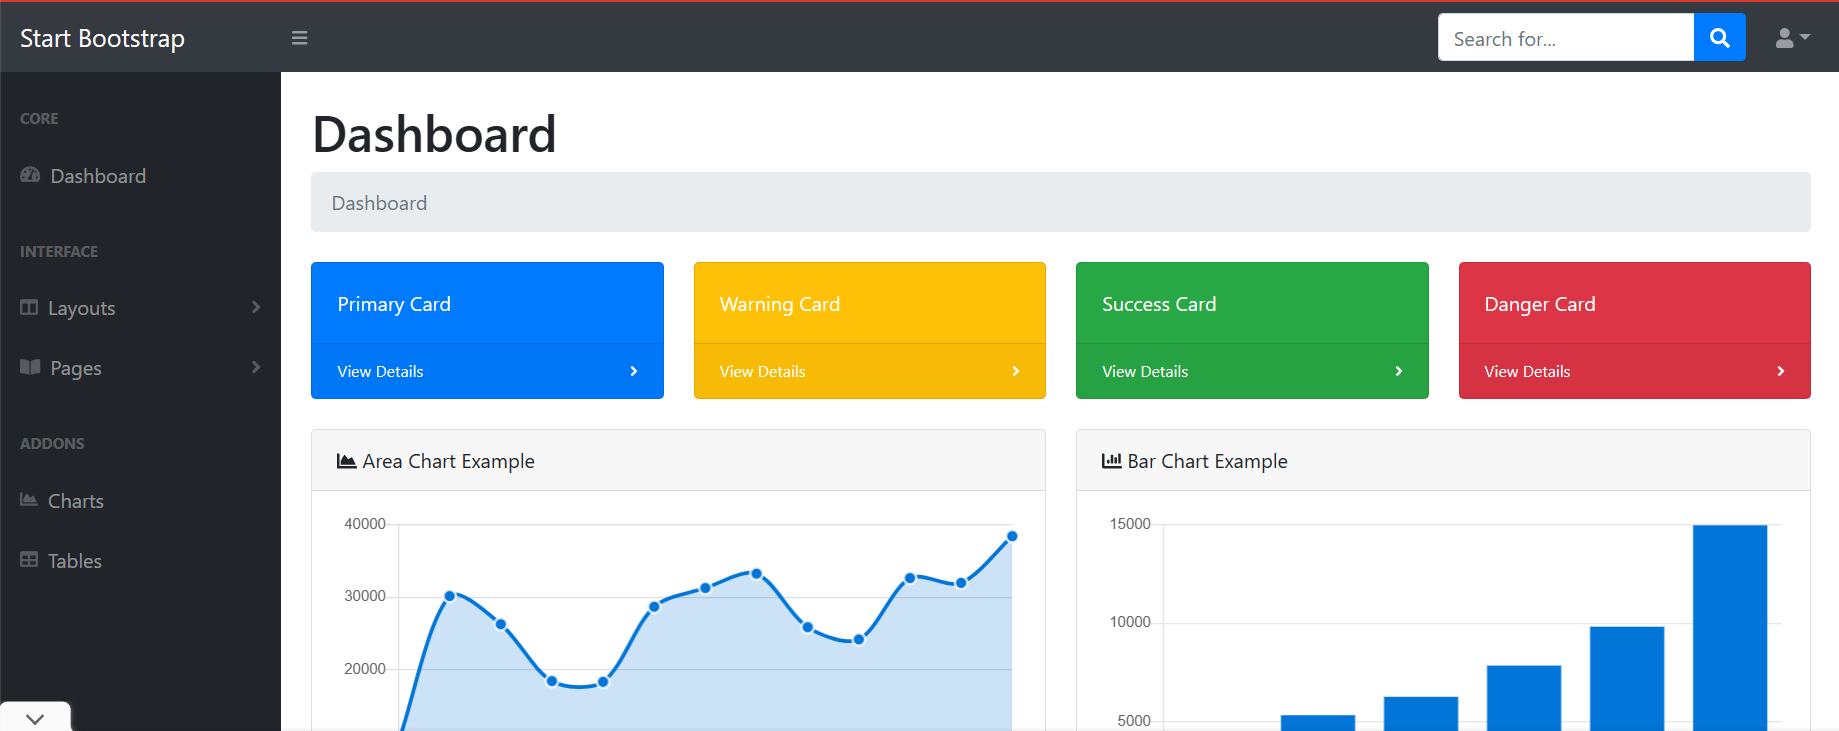 Start Bootstrap
Search for...
CORE
Dashboard
INTERFACE
Layouts
Pages
ADDONS
Charts
Tables
Dashboard
Dashboard
Primary Card
View Details
Warning Card
View Details
Success Card
View Details
Danger Card
View Details
Area Chart Example
40000
30000
20000
Bar Chart Example
15000
10000
5000